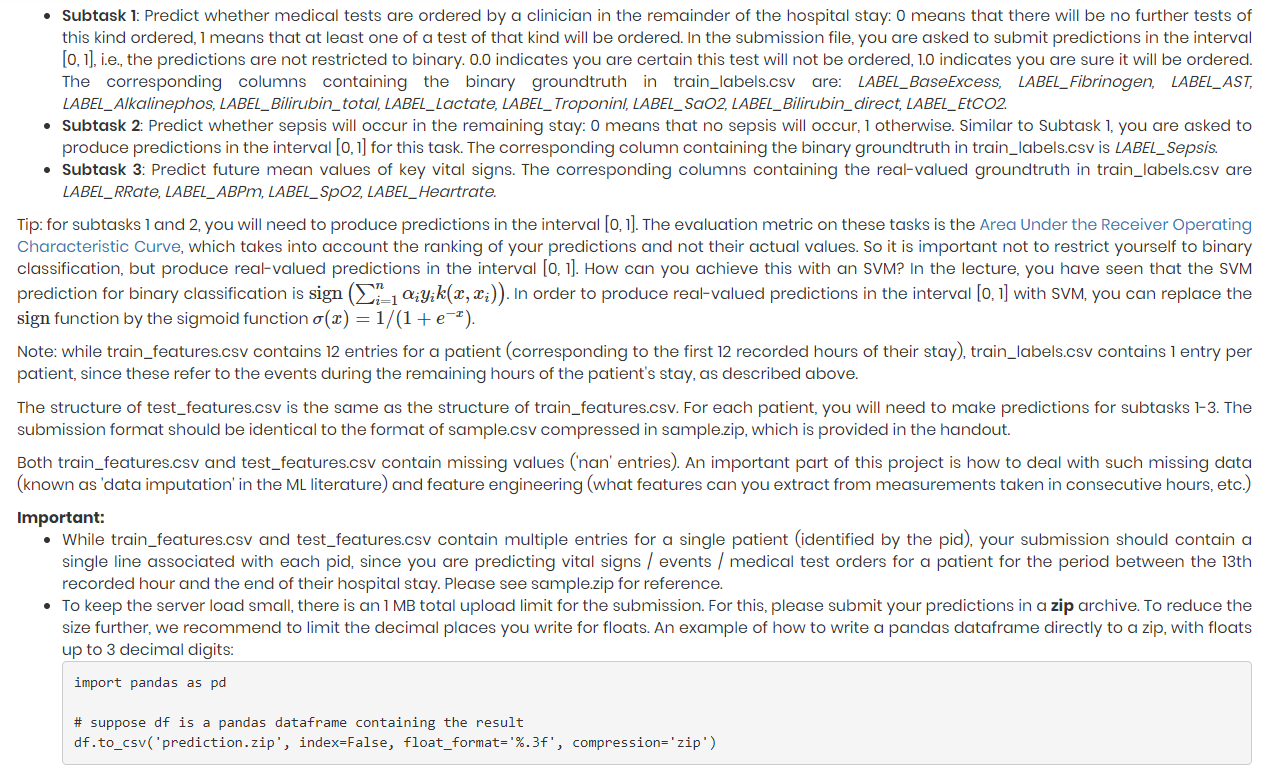 • Subtask 1: Predict whether medical tests are ordered by a clinician in the remainder of the hospital stay: 0 means that there will be no further tests of
this kind ordered, 1 means that at least one of a test of that kind will be ordered. In the submission file, you are asked to submit predictions in the interval
[0, 1], i.e., the predictions are not restricted to binary. 0.0 indicates you are certain this test will not be ordered, 1.0 indicates you are sure it will be ordered.
The corresponding columns containing the binary groundtruth in train_labels.csv are: LABEL_BaseExcess, LABEL_Fibrinogen, LABEL_AST,
LABEL_Alkalinephos, LABEL_Bilirubin_total, LABEL_Lactate, LABEL_TroponinI, LABEL_SaO2, LABEL_Bilirubin_direct, LABEL_EtCO2.
• Subtask 2: Predict whether sepsis will occur in the remaining stay: 0 means that no sepsis will occur, 1 otherwise. Similar to Subtask 1, you are asked to
produce predictions in the interval [0, 1] for this task. The corresponding column containing the binary groundtruth in train_labels.csv is LABEL_Sepsis.
• Subtask 3: Predict future mean values of key vital signs. The corresponding columns containing the real-valued groundtruth in train_labels.csv are
LABEL_RRate, LABEL_ABPm, LABEL_SpO2, LABEL_Heartrate.
Tip: for subtasks 1 and 2, you will need to produce predictions in the interval [0, 1]. The evaluation metric on these tasks is the Area Under the Receiver Operating
Characteristic Curve, which takes into account the ranking of your predictions and not their actual values. So it is important not to restrict yourself to binary
classification, but produce real-valued predictions in the interval [0, 1]. How can you achieve this with an SVM? In the lecture, you have seen that the SVM
prediction for binary classification is sign (∑ⁿᵢ₌₁ αᵢyᵢk(x, xᵢ)). In order to produce real-valued predictions in the interval [0, 1] with SVM, you can replace the
sign function by the sigmoid function σ(x) = 1/(1 + e⁻ˣ).
Note: while train_features.csv contains 12 entries for a patient (corresponding to the first 12 recorded hours of their stay), train_labels.csv contains 1 entry per
patient, since these refer to the events during the remaining hours of the patient's stay, as described above.
The structure of test_features.csv is the same as the structure of train_features.csv. For each patient, you will need to make predictions for subtasks 1-3. The
submission format should be identical to the format of sample.csv compressed in sample.zip, which is provided in the handout.
Both train_features.csv and test_features.csv contain missing values ('nan' entries). An important part of this project is how to deal with such missing data
(known as 'data imputation' in the ML literature) and feature engineering (what features can you extract from measurements taken in consecutive hours, etc.)
Important:
• While train_features.csv and test_features.csv contain multiple entries for a single patient (identified by the pid), your submission should contain a
single line associated with each pid, since you are predicting vital signs / events / medical test orders for a patient for the period between the 13th
recorded hour and the end of their hospital stay. Please see sample.zip for reference.
• To keep the server load small, there is an 1 MB total upload limit for the submission. For this, please submit your predictions in a zip archive. To reduce the
size further, we recommend to limit the decimal places you write for floats. An example of how to write a pandas dataframe directly to a zip, with floats
up to 3 decimal digits:
import pandas as pd
# suppose df is a pandas dataframe containing the result
df.to_csv('prediction.zip', index=False, float_format='%.3f', compression='zip')